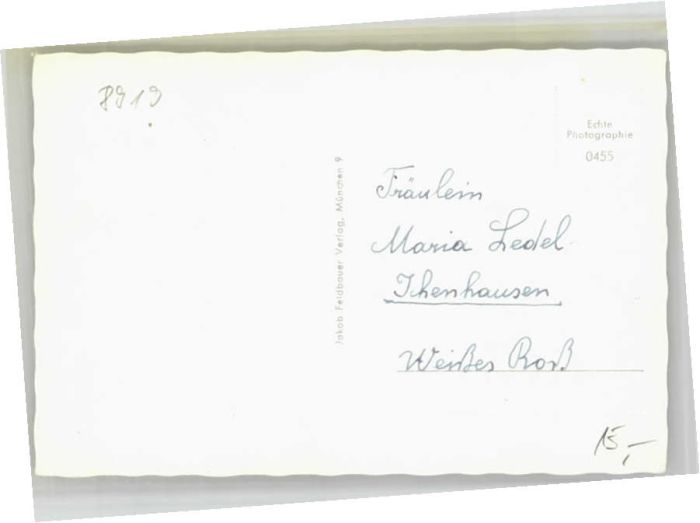 8919
Echte
Photographie
0455
Jakob Feldbauer Verlag, München 9
Fräulein
Maria Ledel
Ichenhausen
Weißes Roß
15,-